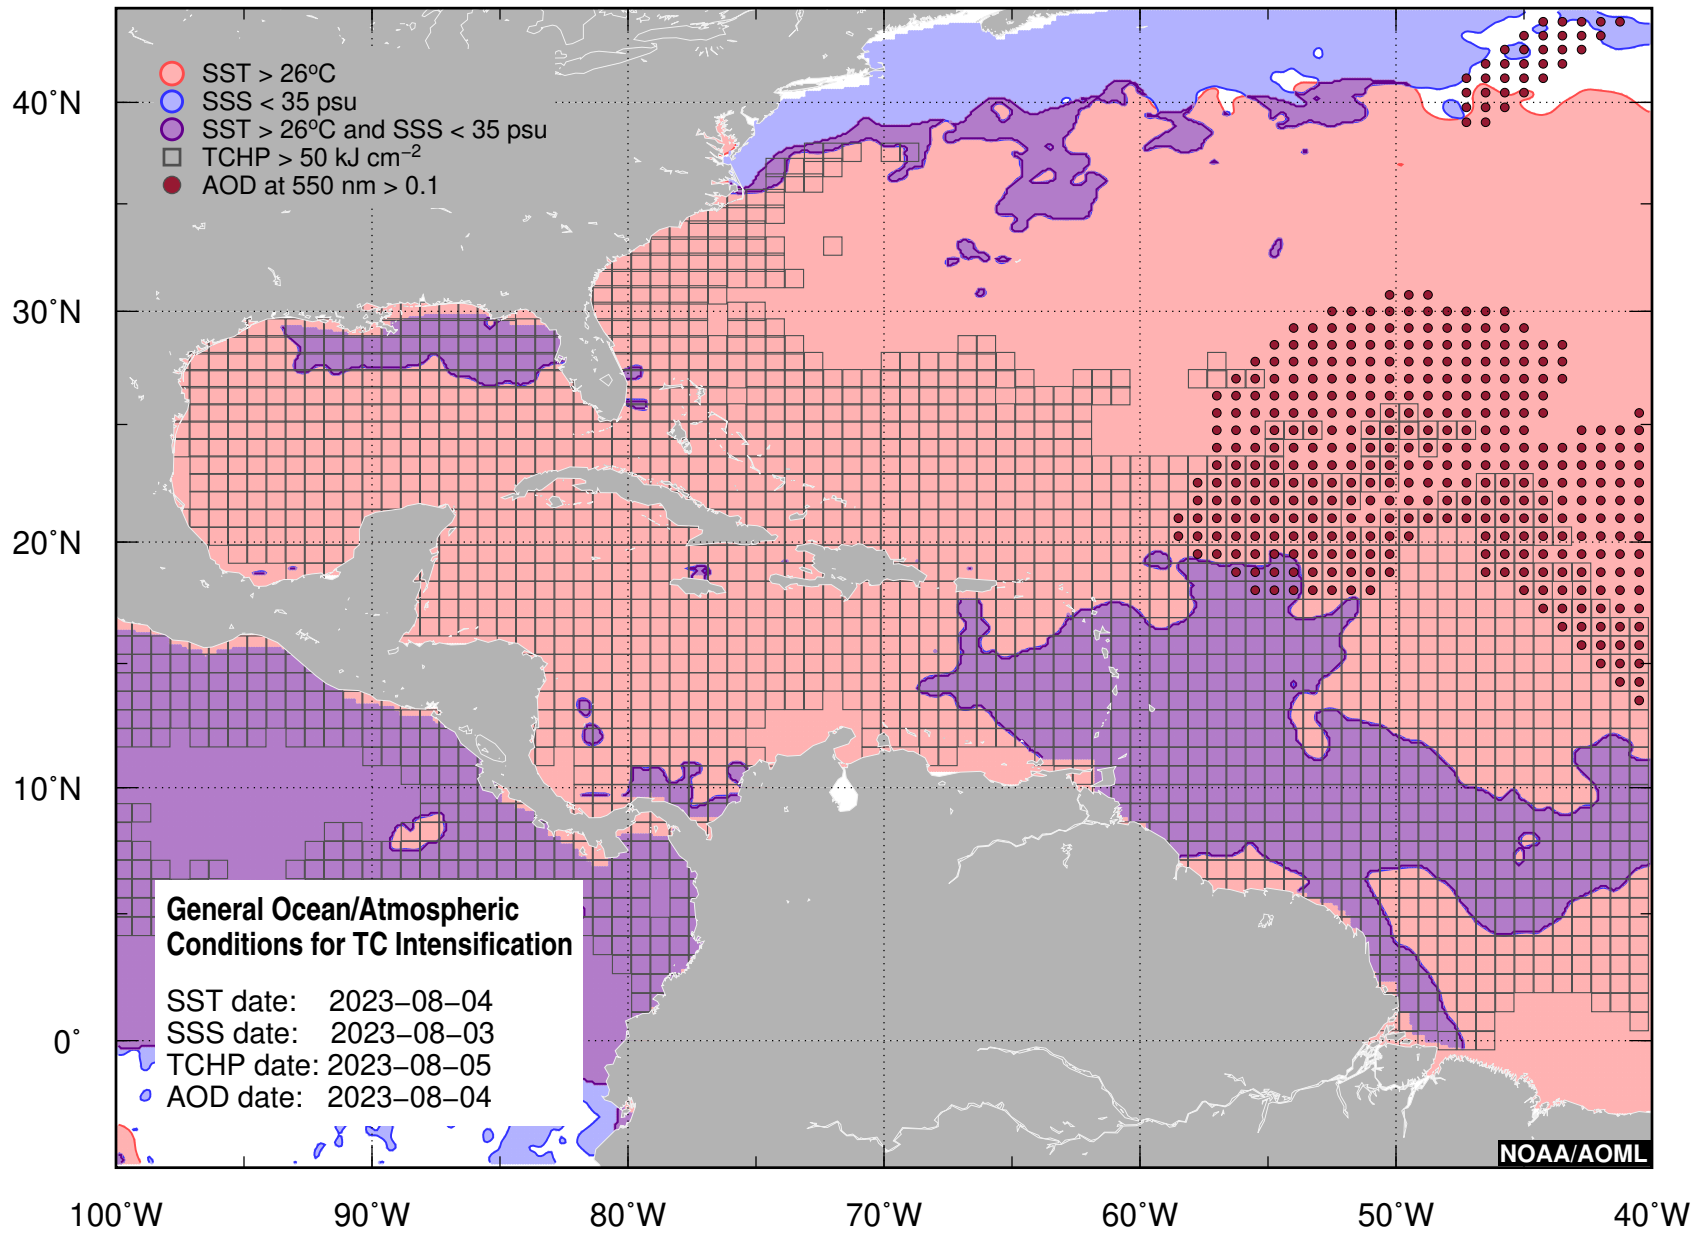 SST > 26°C
SSS < 35 psu
SST > 26°C and SSS < 35 psu
TCHP > 50 kJ cm⁻²
AOD at 550 nm > 0.1
40°N
30°N
20°N
10°N
0°
General Ocean/Atmospheric
Conditions for TC Intensification
SST date: 2023−08−04
SSS date: 2023−08−03
TCHP date: 2023−08−05
AOD date: 2023−08−04
NOAA/AOML
100°W 90°W 80°W 70°W 60°W 50°W 40°W